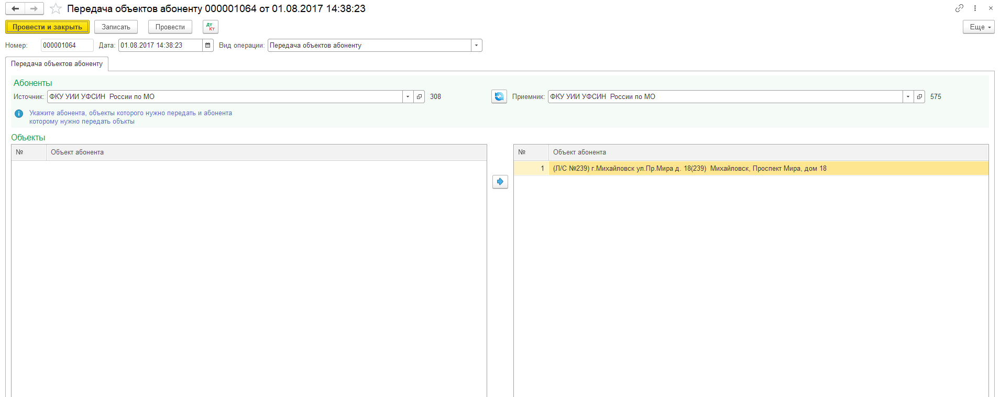 Передача объектов абоненту 000001064 от 01.08.2017 14:38:23
Провести и закрыть Записать Провести Дт Кт Еще
Номер: 000001064 Дата: 01.08.2017 14:38:23 Вид операции: Передача объектов абоненту
Передача объектов абоненту
Абоненты
Источник: ФКУ УИИ УФСИН  России по МО 308 Приемник: ФКУ УИИ УФСИН  России по МО 575
Укажите абонента, объекты которого нужно передать и абонента
которому нужно передать объкты
Объекты
№ Объект абонента № Объект абонента
1 (Л/С №239) г.Михайловск ул.Пр.Мира д. 18(239)  Михайловск, Проспект Мира, дом 18